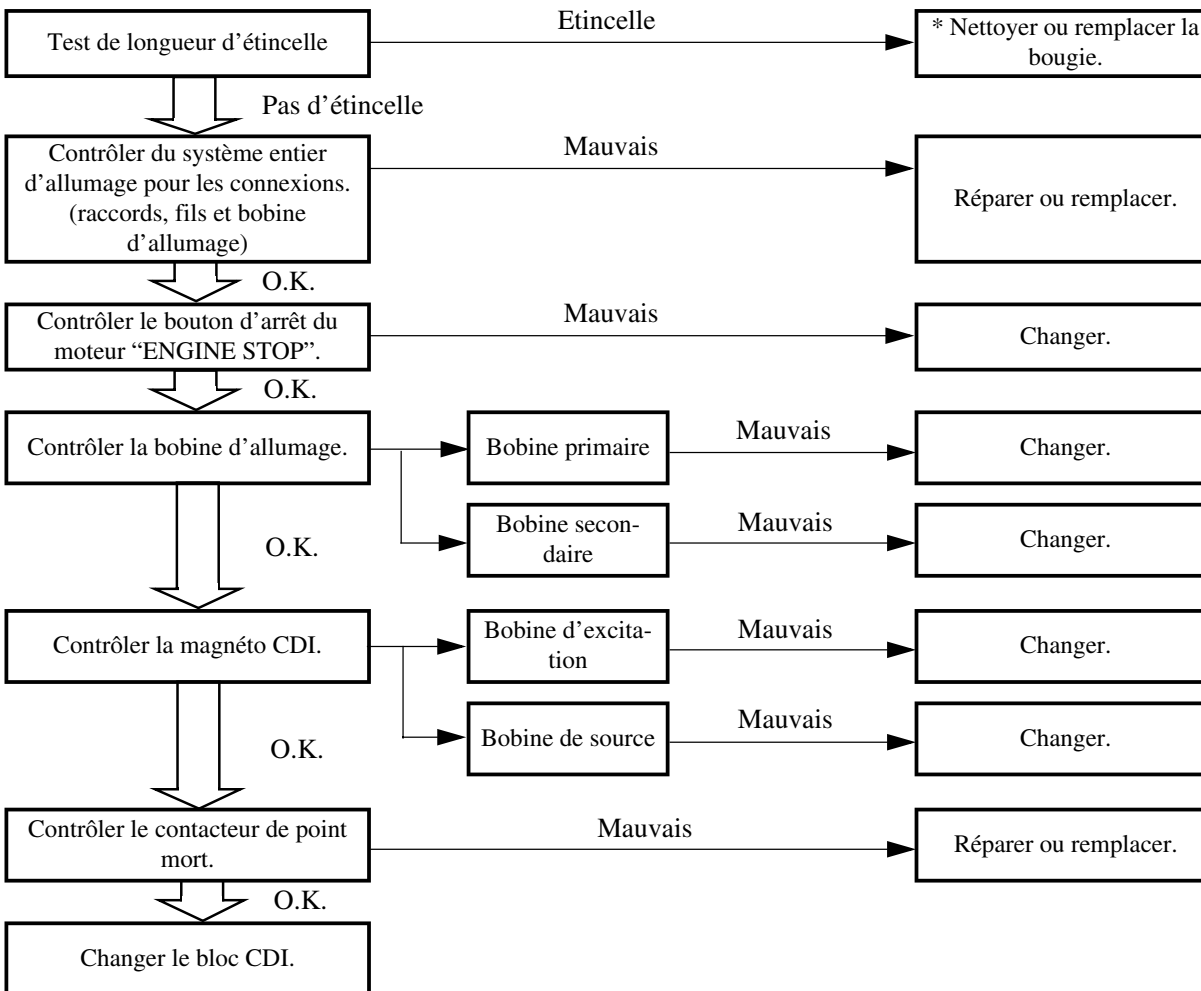 Test de longueur d’étincelle
Etincelle
* Nettoyer ou remplacer la
bougie.
Pas d’étincelle
Contrôler du système entier
d’allumage pour les connexions.
(raccords, fils et bobine
d’allumage)
Mauvais
Réparer ou remplacer.
O.K.
Contrôler le bouton d’arrêt du
moteur “ENGINE STOP”.
Mauvais
Changer.
O.K.
Contrôler la bobine d’allumage.
Bobine primaire
Mauvais
Changer.
Bobine secon-
daire
Mauvais
Changer.
O.K.
Contrôler la magnéto CDI.
Bobine d’excita-
tion
Mauvais
Changer.
Bobine de source
Mauvais
Changer.
O.K.
Contrôler le contacteur de point
mort.
Mauvais
Réparer ou remplacer.
O.K.
Changer le bloc CDI.